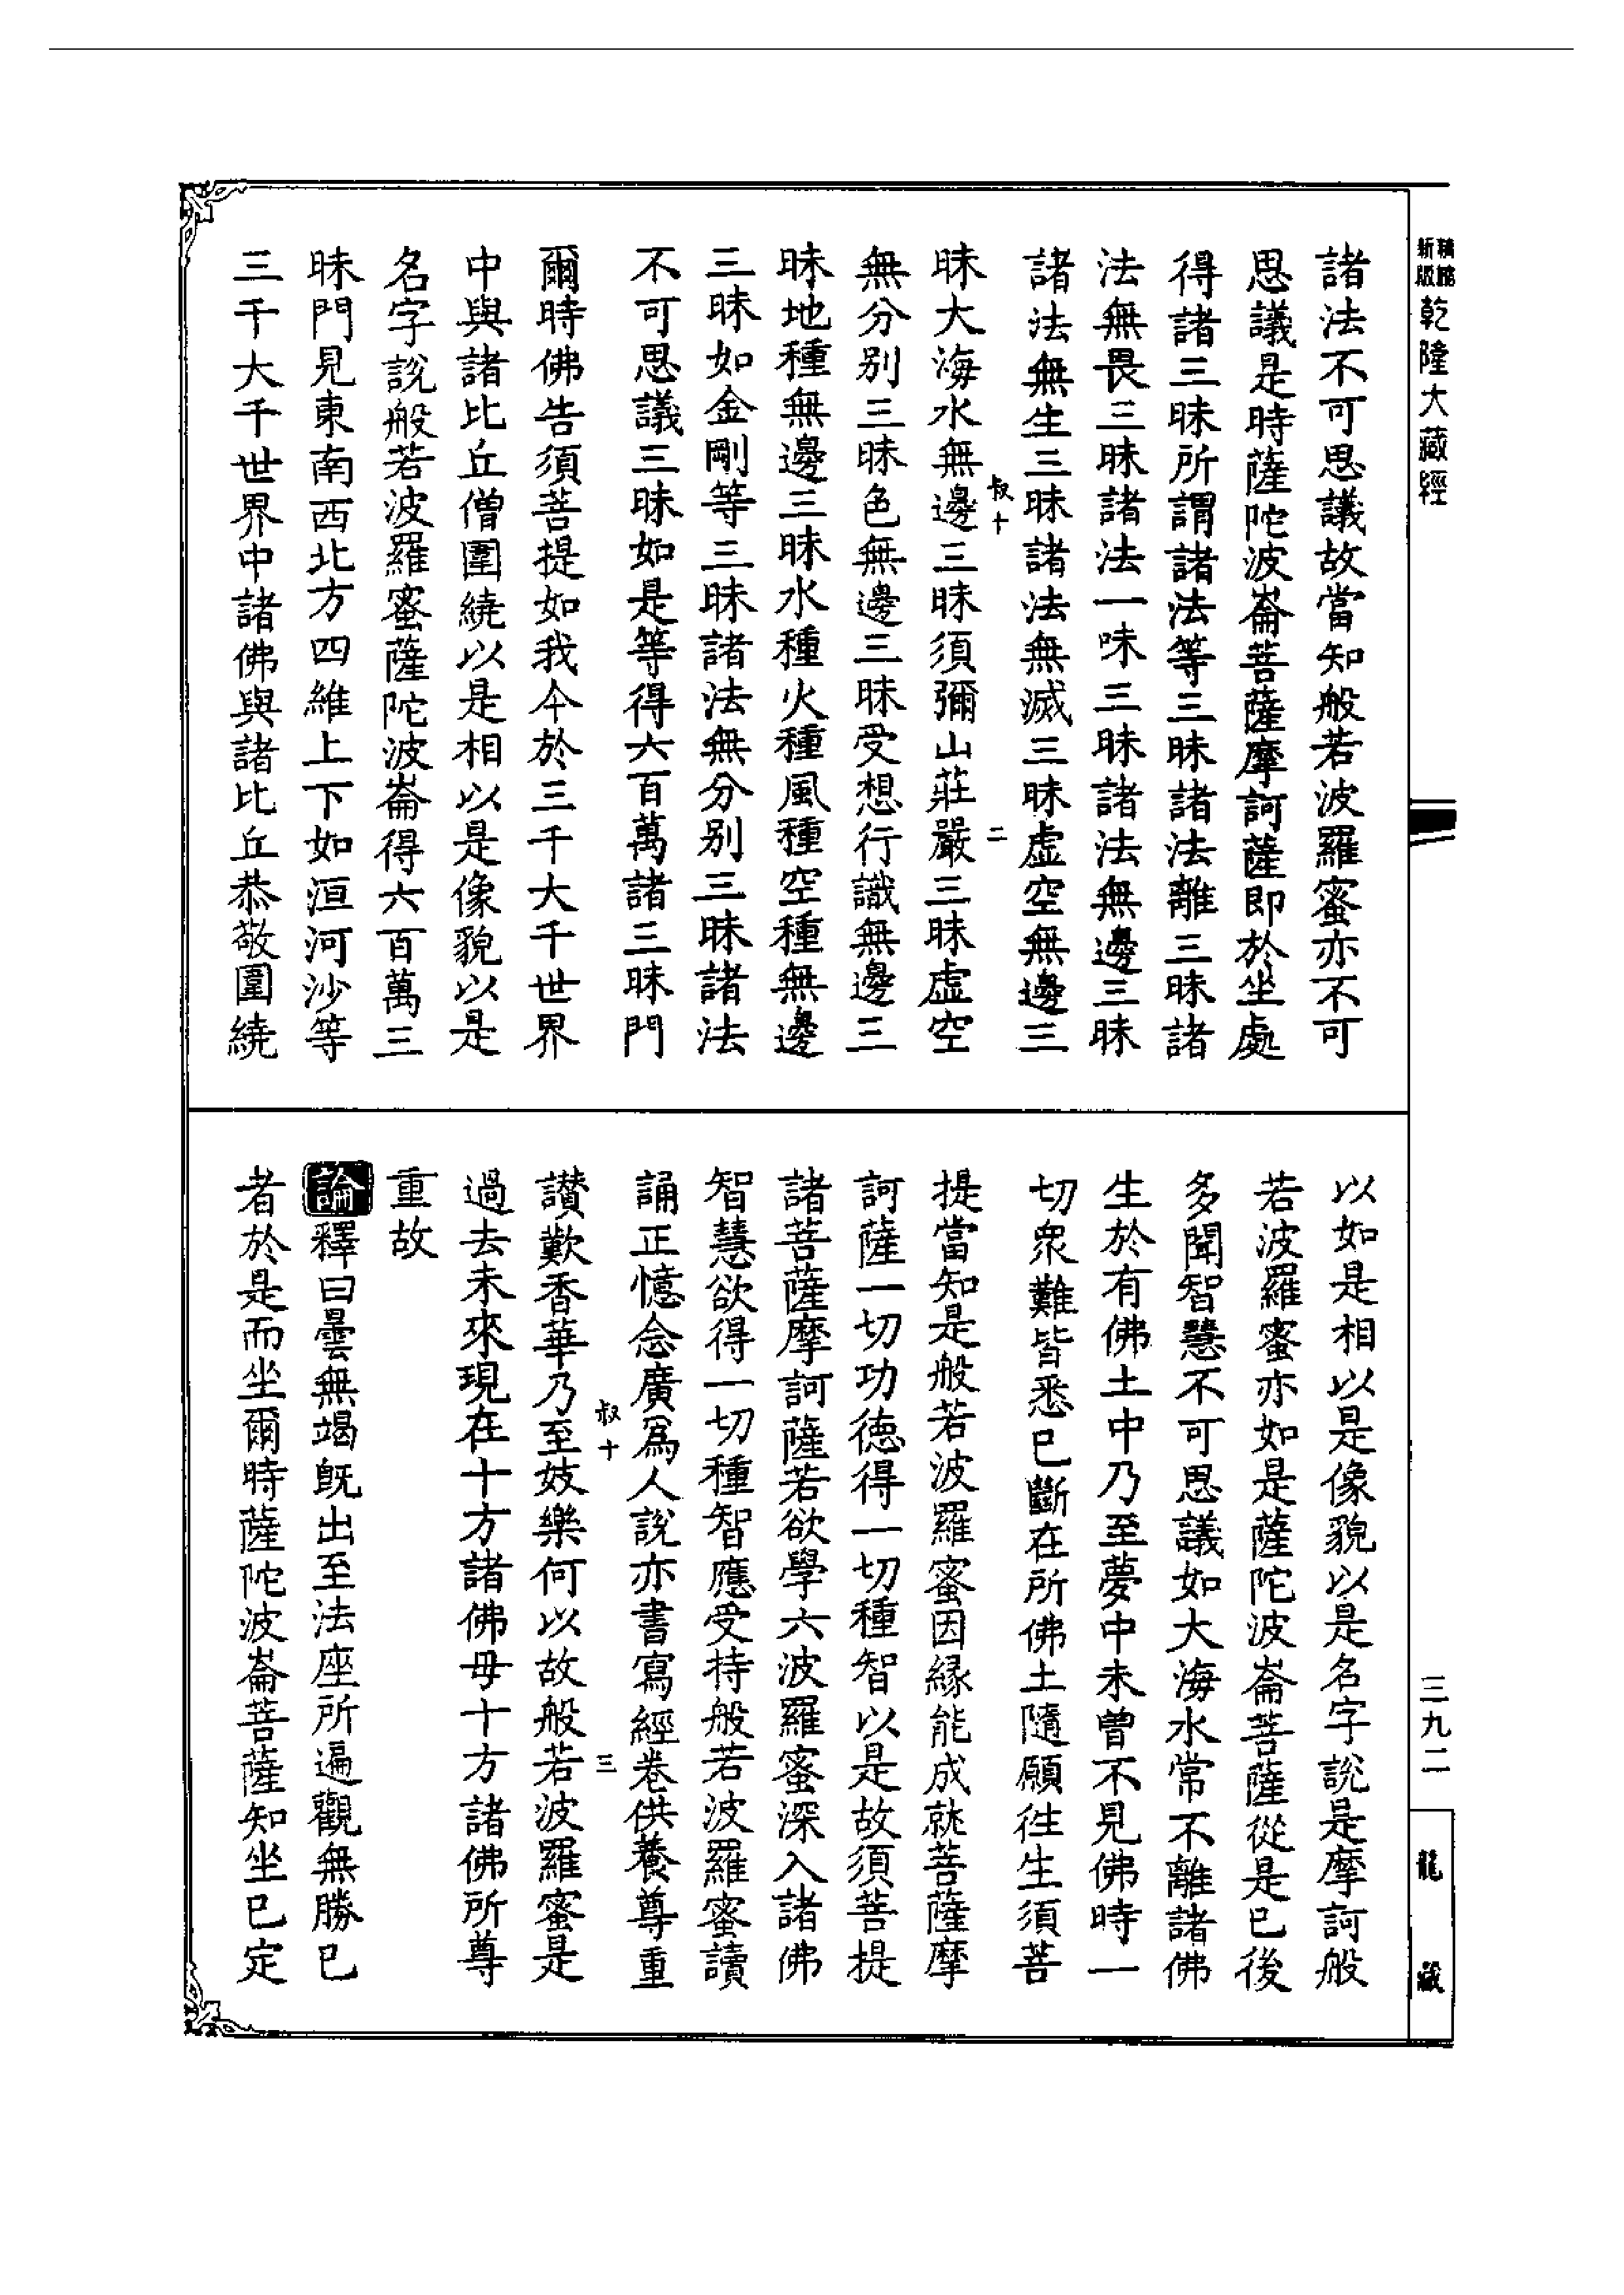 精縮新版乾隆大藏經
諸法不可思議故當知般若波羅蜜亦不可
思議是時薩陀波崙菩薩摩訶薩即於坐處
得諸三昧所謂諸法等三昧諸法離三昧諸
法無畏三昧諸法一味三昧諸法無邊三昧
諸法無生三昧諸法無滅三昧虛空無邊三
叔十 二
昧大海水無邊三昧須彌山莊嚴三昧虛空
無分别三昧色無邊三昧受想行識無邊三
昧地種無邊三昧水種火種風種空種無邊
三昧如金剛等三昧諸法無分别三昧諸法
不可思議三昧如是等得六百萬諸三昧門
爾時佛告須菩提如我今於三千大千世界
中與諸比丘僧圍繞以是相以是像貌以是
名字說般若波羅蜜薩陀波崙得六百萬三
昧門見東南西北方四維上下如洹河沙等
三千大千世界中諸佛與諸比丘恭敬圍繞
以如是相以是像貌以是名字說是摩訶般
若波羅蜜亦如是薩陀波崙菩薩從是已後
多聞智慧不可思議如大海水常不離諸佛
生於有佛土中乃至夢中未曾不見佛時一
切眾難皆悉已斷在所佛土隨願徃生須菩
提當知是般若波羅蜜因緣能成就菩薩摩
訶薩一切功德得一切種智以是故須菩提
諸菩薩摩訶薩若欲學六波羅蜜深入諸佛
智慧欲得一切種智應受持般若波羅蜜讀
誦正憶念廣爲人說亦書寫經卷供養尊重
叔十 三
讚歎香華乃至妓樂何以故般若波羅蜜是
過去未來現在十方諸佛母十方諸佛所尊
重故
論釋曰曇無竭既出至法座所遍觀無勝已
者於是而坐爾時薩陀波崙菩薩知坐已定
三九二
龍藏